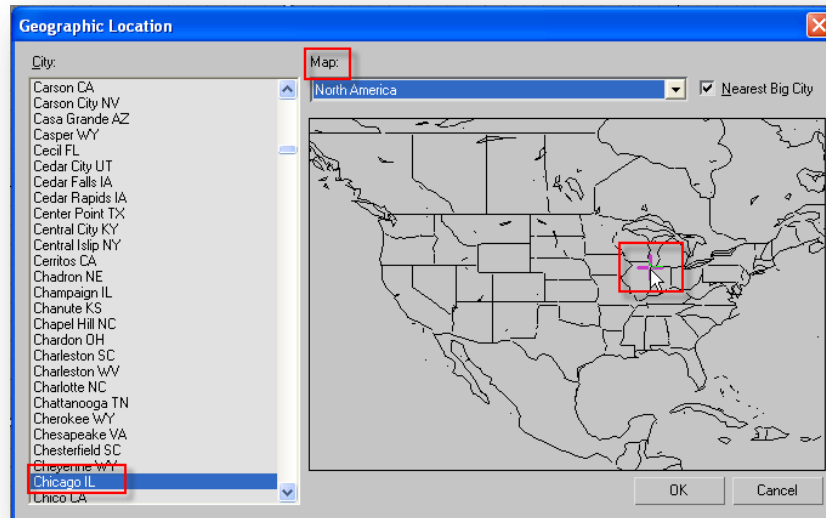 Geographic Location
City:
Map:
North America
Nearest Big City
Carson CA
Carson City NV
Casa Grande AZ
Casper WY
Cecil FL
Cedar City UT
Cedar Falls IA
Cedar Rapids IA
Center Point TX
Central City KY
Central Islip NY
Cerritos CA
Chadron NE
Champaign IL
Chanute KS
Chapel Hill NC
Chardon OH
Charleston SC
Charleston WV
Charlotte NC
Chattanooga TN
Cherokee WY
Chesapeake VA
Chesterfield SC
Cheyenne WY
Chicago IL
Chico CA
OK
Cancel